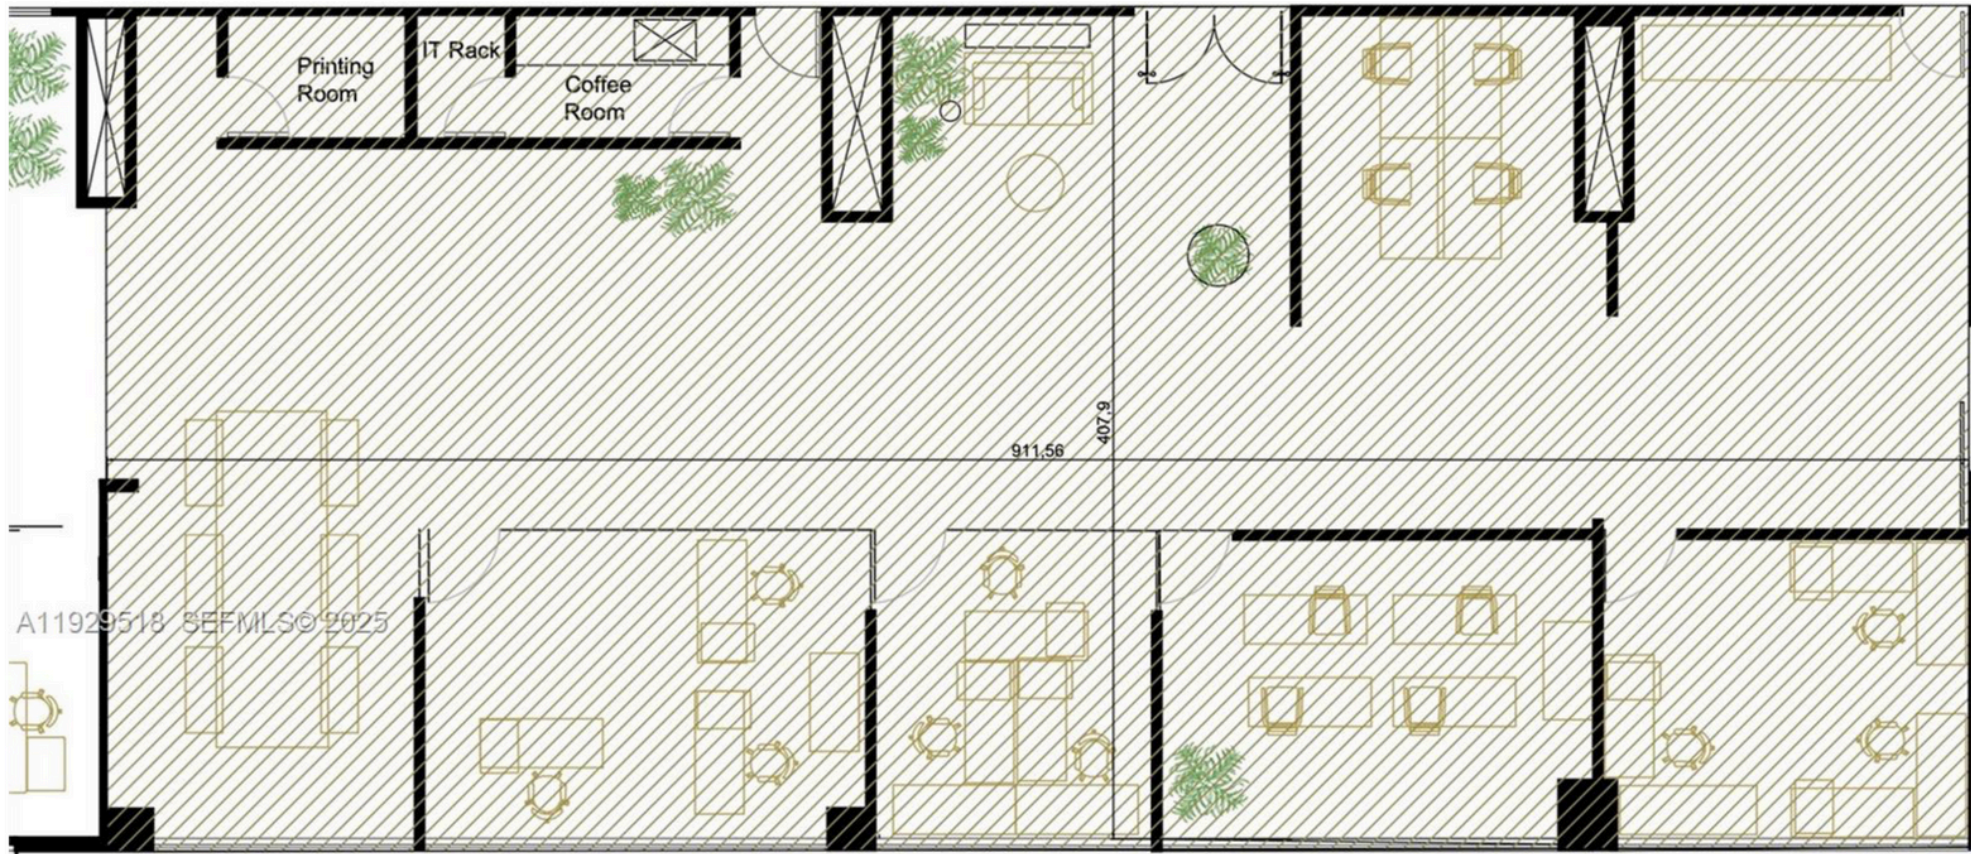 Printing
Room
IT Rack
Coffee
Room
407,9
911,56
A11929518 SEFMLS© 2025